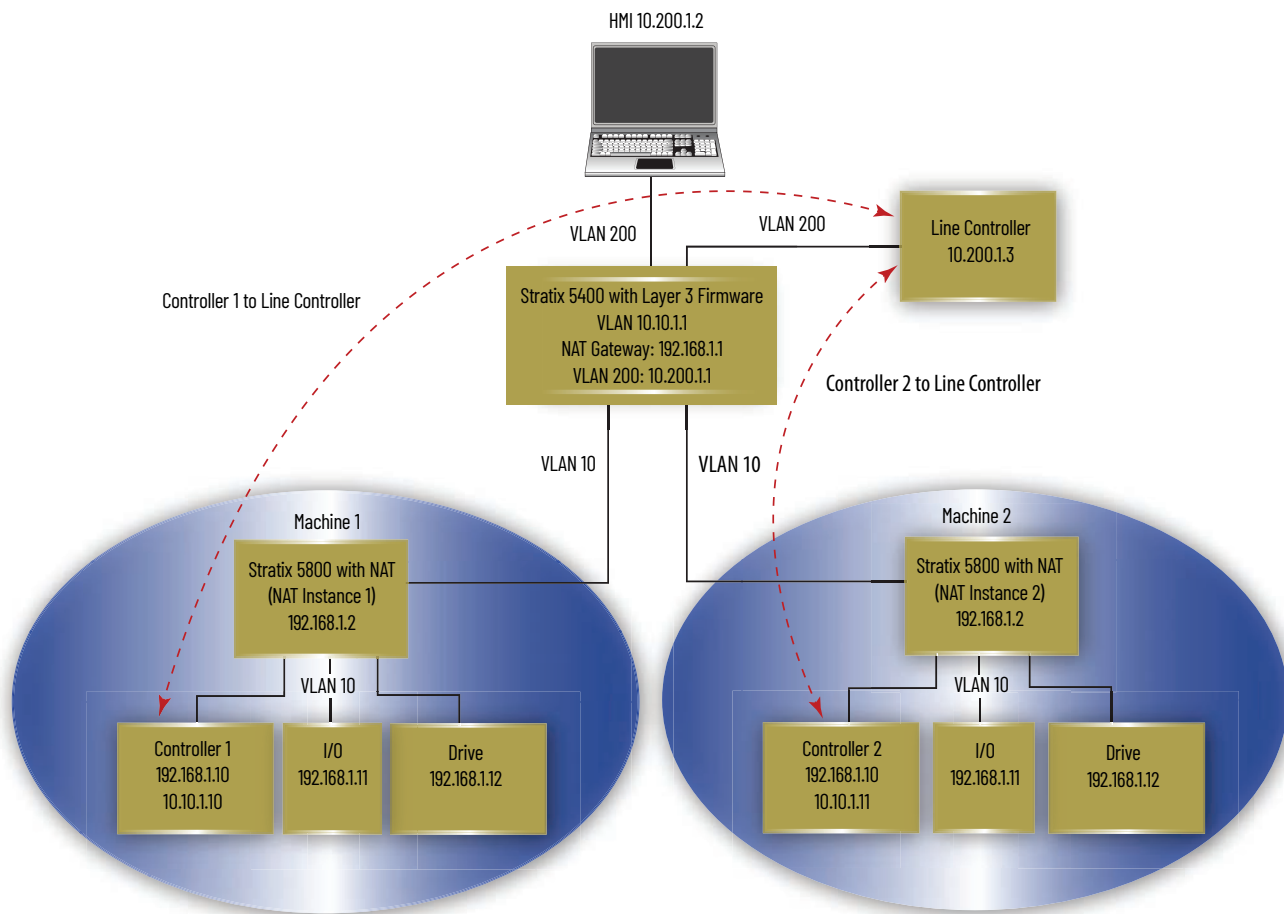 HMI 10.200.1.2
VLAN 200
VLAN 200
Line Controller
10.200.1.3
Controller 1 to Line Controller
Stratix 5400 with Layer 3 Firmware
VLAN 10.10.1.1
NAT Gateway: 192.168.1.1
VLAN 200: 10.200.1.1
Controller 2 to Line Controller
VLAN 10
VLAN 10
Machine 1
Stratix 5800 with NAT
(NAT Instance 1)
192.168.1.2
VLAN 10
Controller 1
192.168.1.10
10.10.1.10
I/O
192.168.1.11
Drive
192.168.1.12
Machine 2
Stratix 5800 with NAT
(NAT Instance 2)
192.168.1.2
VLAN 10
Controller 2
192.168.1.10
10.10.1.11
I/O
192.168.1.11
Drive
192.168.1.12